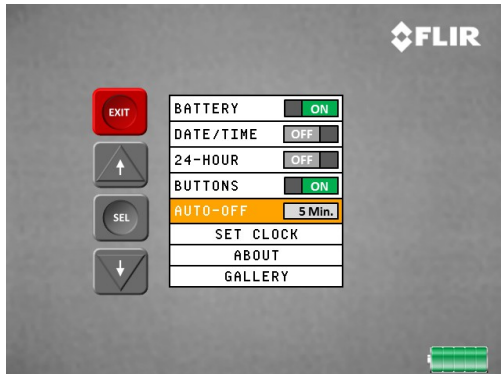 FLIR
EXIT
SEL
BATTERY ON
DATE/TIME OFF
24-HOUR OFF
BUTTONS ON
AUTO-OFF 5 Min.
SET CLOCK
ABOUT
GALLERY